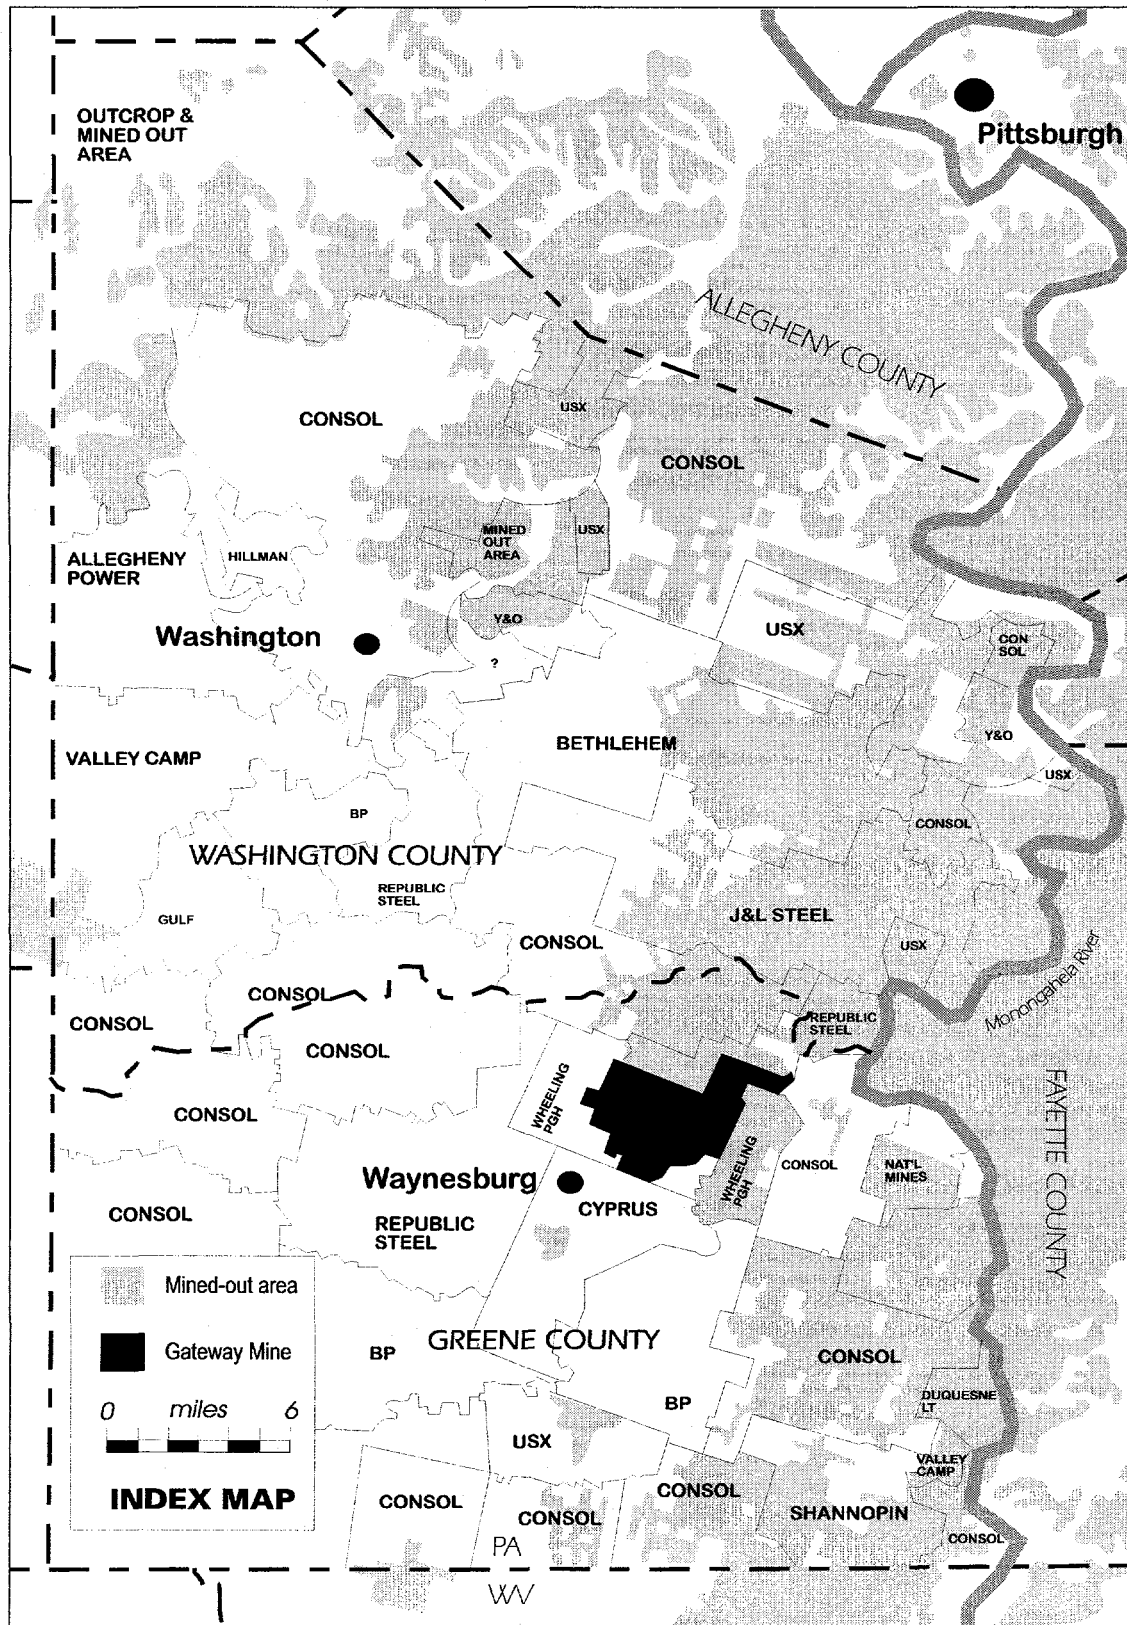 OUTCROP &
MINED OUT
AREA
Pittsburgh
ALLEGHENY COUNTY
CONSOL
USX
CONSOL
MINED
OUT
AREA
USX
ALLEGHENY
POWER
HILLMAN
Washington
Y&O
?
USX
CON
SOL
VALLEY CAMP
BETHLEHEM
Y&O
USX
BP
CONSOL
WASHINGTON COUNTY
REPUBLIC
STEEL
GULF
J&L STEEL
CONSOL
USX
Monongahela River
CONSOL
CONSOL
REPUBLIC
STEEL
CONSOL
WHEELING
PGH
FAYETTE COUNTY
CONSOL
WHEELING
PGH
CONSOL
NAT'L
MINES
Waynesburg
CYPRUS
CONSOL
REPUBLIC
STEEL
Mined-out area
Gateway Mine
GREENE COUNTY
BP
CONSOL
0 miles 6
BP
DUQUESNE
LT
USX
VALLEY
CAMP
INDEX MAP
CONSOL
CONSOL
CONSOL
SHANNOPIN
CONSOL
PA
WV